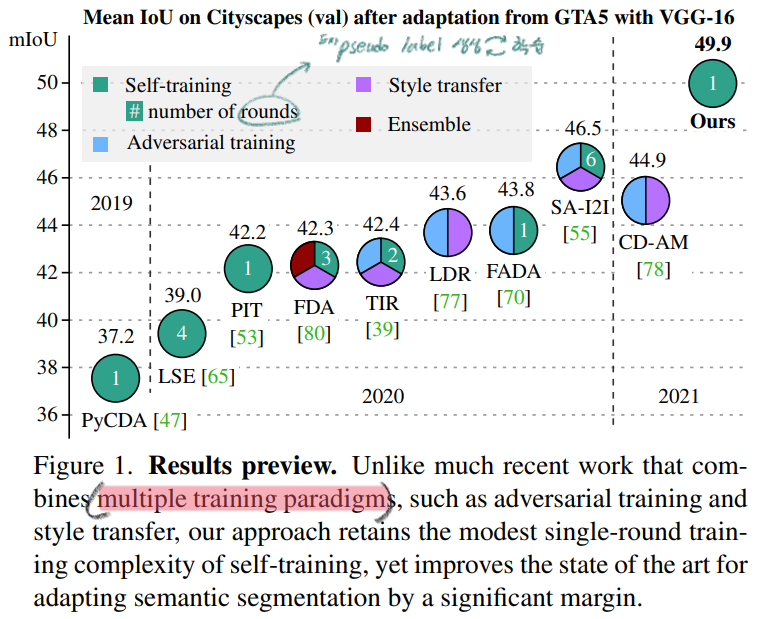 Mean IoU on Cityscapes (val) after adaptation from GTA5 with VGG-16
mIoU
pseudo label 생성
49.9
50
1
Self-training
Style transfer
# number of rounds
Ensemble
Ours
48
Adversarial training
46.5
46
6
44.9
2019
43.6
43.8
SA-I2I
44
42.2
42.3
42.4
1
[55]
CD-AM
1
3
2
LDR
FADA
[78]
42
39.0
PIT
FDA
TIR
[77]
[70]
[53]
[80]
[39]
40
37.2
4
38
LSE [65]
1
2020
2021
36
PyCDA [47]
Figure 1. Results preview. Unlike much recent work that com-
bines multiple training paradigms, such as adversarial training and
style transfer, our approach retains the modest single-round train-
ing complexity of self-training, yet improves the state of the art for
adapting semantic segmentation by a significant margin.